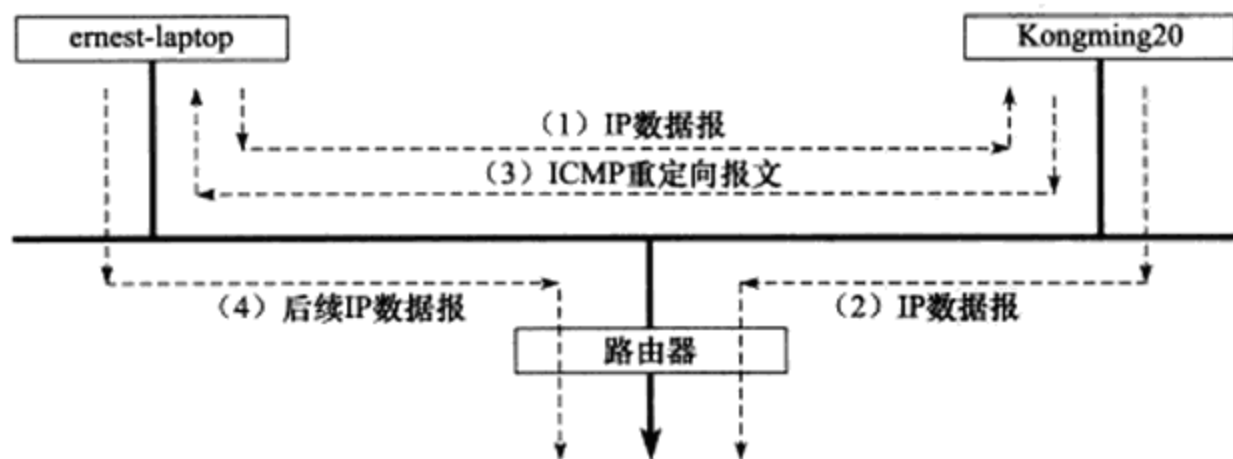 ernest-laptop
Kongming20
（1）IP数据报
（3）ICMP重定向报文
（4）后续IP数据报
（2）IP数据报
路由器